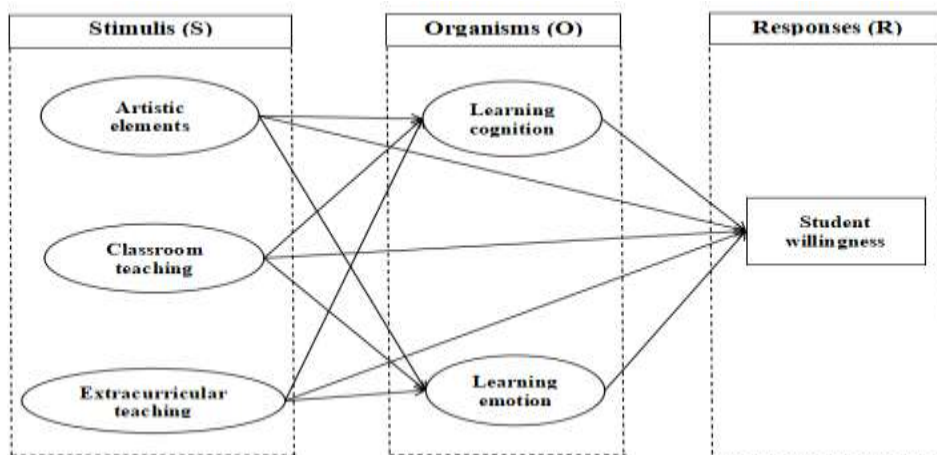 Stimulis (S)
Organisms (O)
Responses (R)
Artistic
elements
Learning
cognition
Classroom
teaching
Student
willingness
Extracurricular
teaching
Learning
emotion